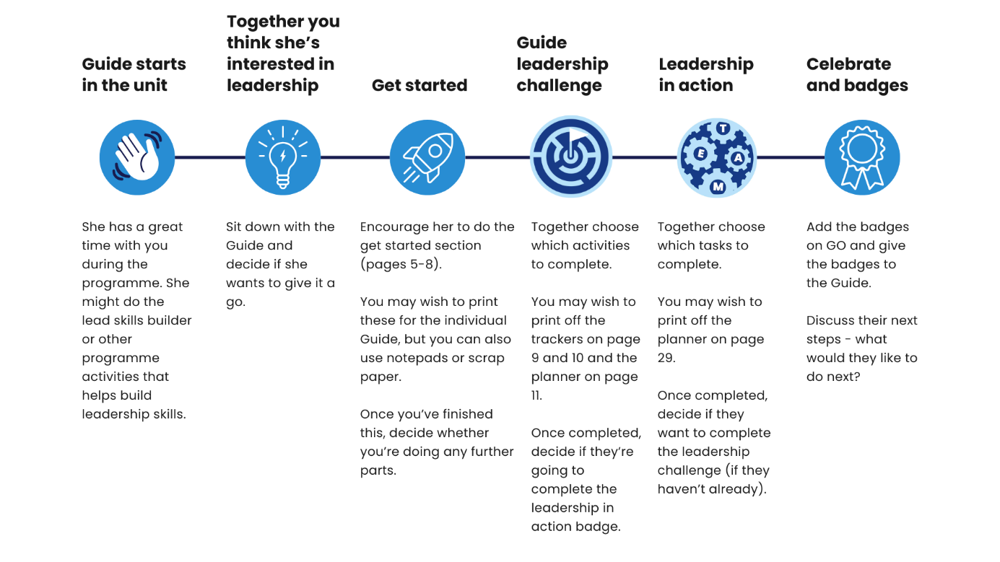 Guide starts
in the unit
Together you
think she's
interested in
leadership
Get started
Guide
leadership
challenge
Leadership
in action
Celebrate
and badges
T
E
A
M
She has a great
time with you
during the
programme. She
might do the
lead skills builder
or other
programme
activities that
helps build
leadership skills.
Sit down with the
Guide and
decide if she
wants to give it a
go.
Encourage her to do the
get started section
(pages 5-8).
You may wish to print
these for the individual
Guide, but you can also
use notepads or scrap
paper.
Once you've finished
this, decide whether
you're doing any further
parts.
Together choose
which activities
to complete.
You may wish to
print off the
trackers on page
9 and 10 and the
planner on page
11.
Once completed,
decide if they're
going to
complete the
leadership in
action badge.
Together choose
which tasks to
complete.
You may wish to
print off the
planner on page
29.
Once completed,
decide if they
want to complete
the leadership
challenge (if they
haven't already).
Add the badges
on GO and give
the badges to
the Guide.
Discuss their next
steps - what
would they like to
do next?